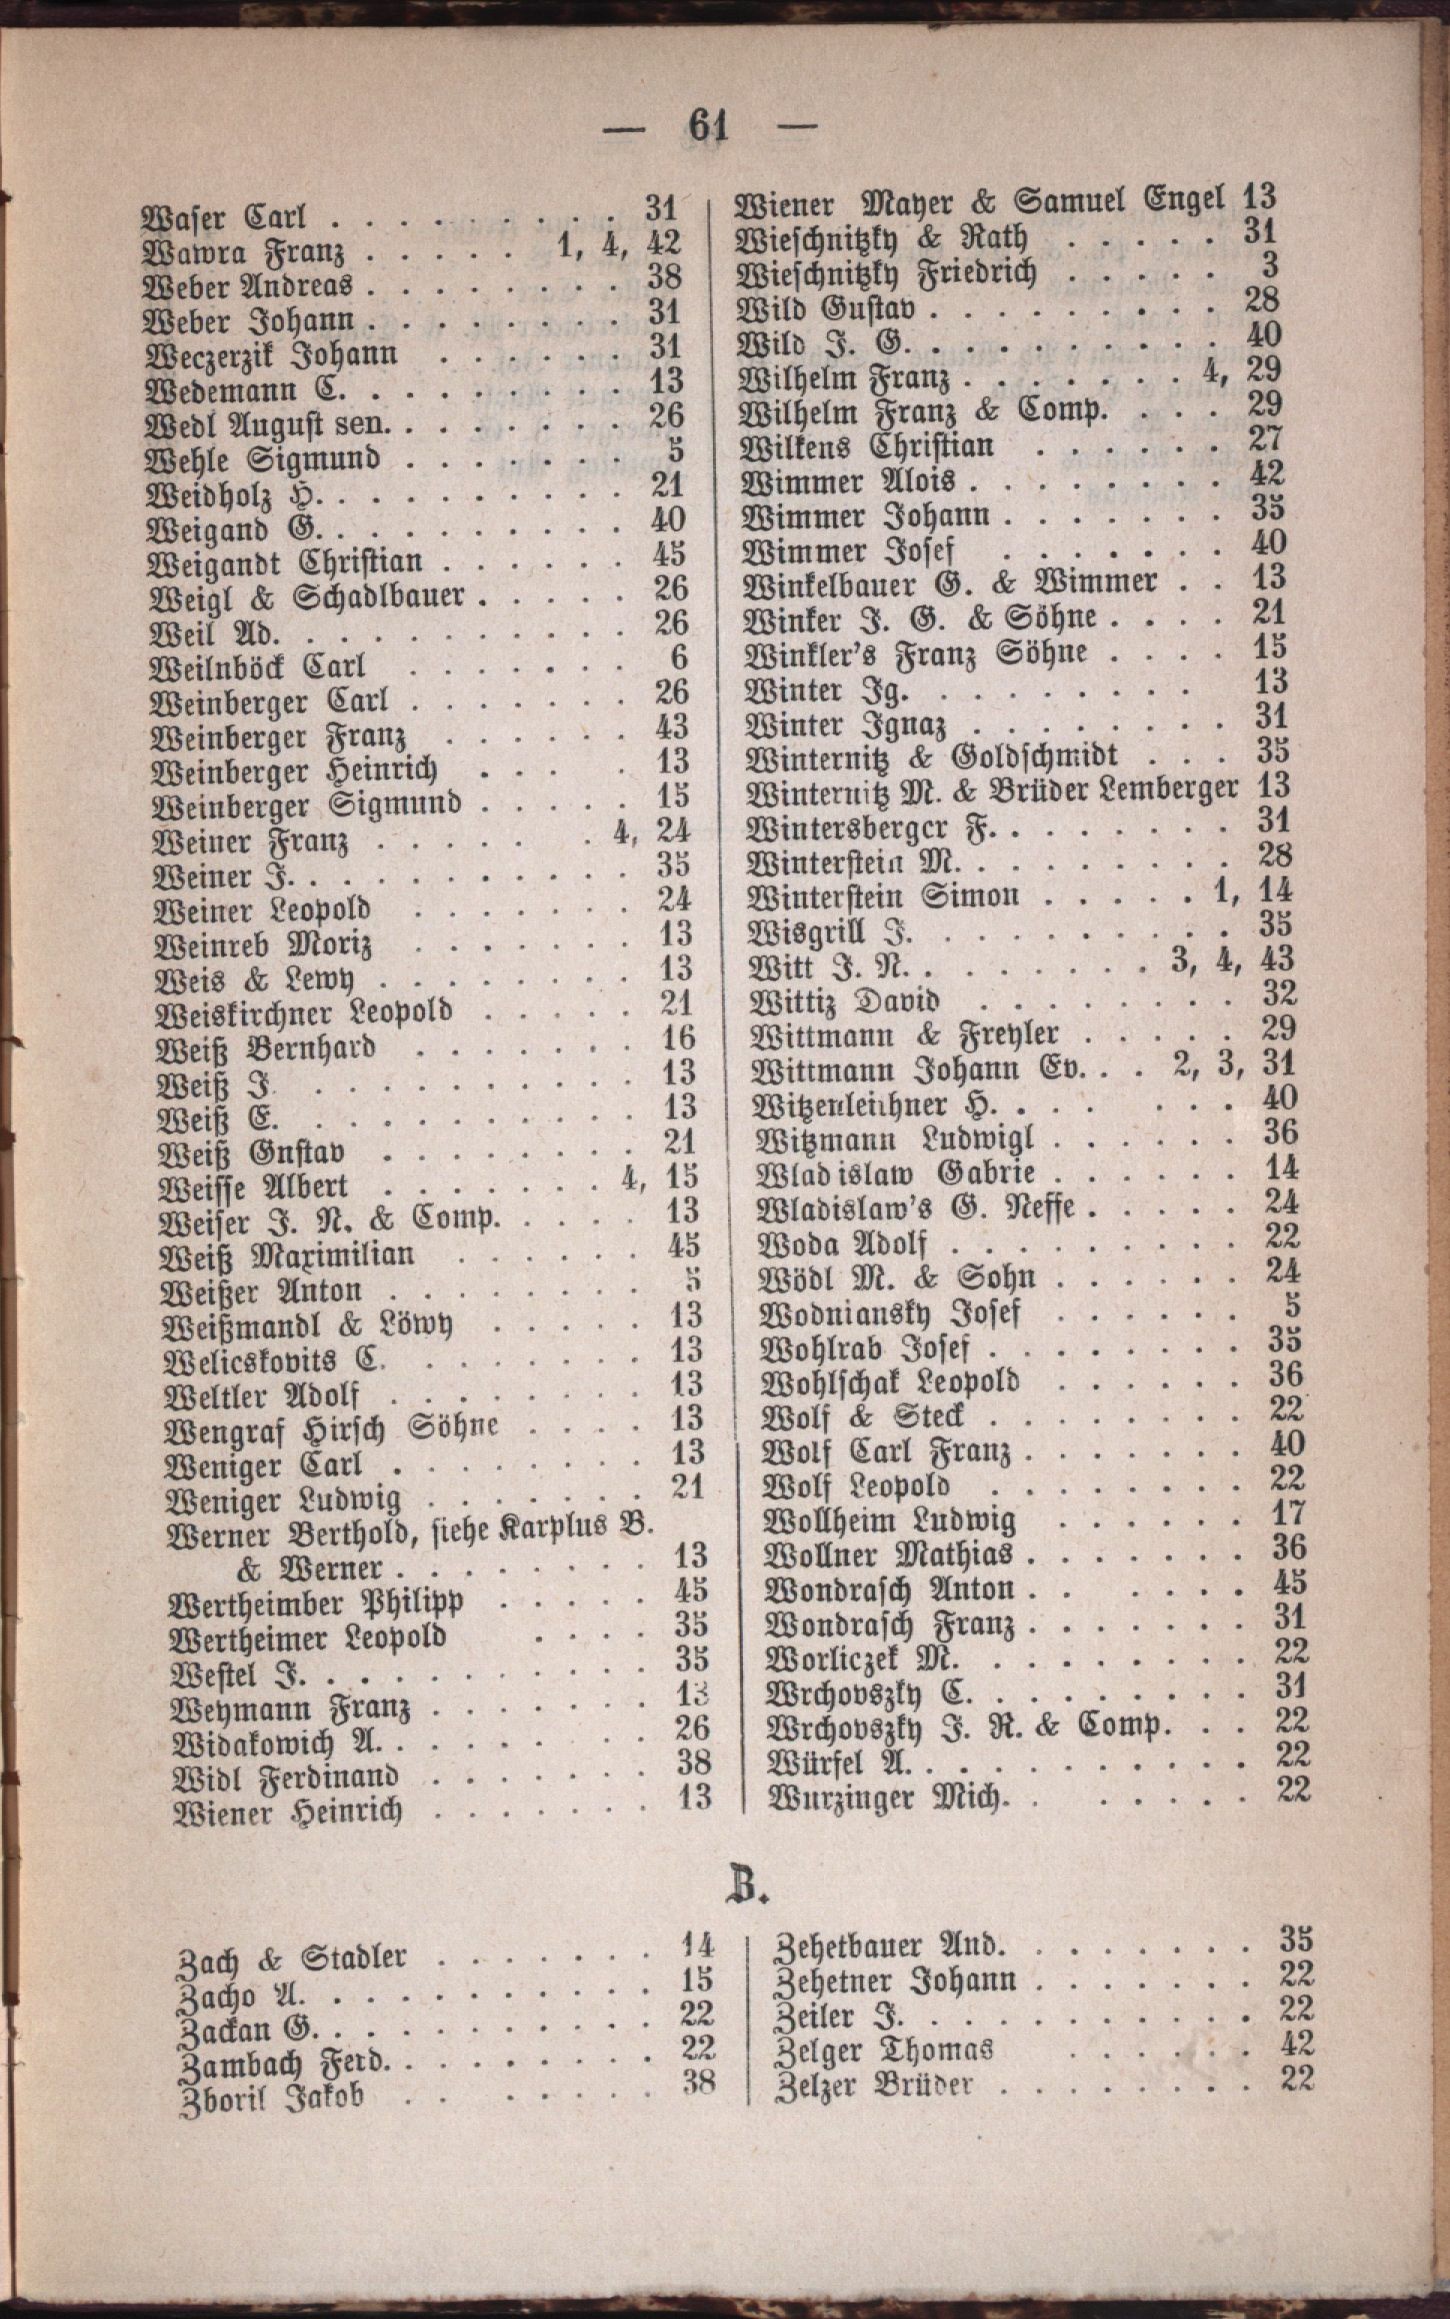 — 61 —
Waser Carl . . . . . . . . . 31
Wawra Franz . . . . . 1, 4, 42
Weber Andreas . . . . . . . . 38
Weber Johann . . . . . . . . 31
Weczerzik Johann . . . . . . 31
Wedemann C. . . . . . . . . 13
Wedl August sen. . . . . . . . 26
Wehle Sigmund . . . . . . . 5
Weidholz H. . . . . . . . . . 21
Weigand G. . . . . . . . . . 40
Weigandt Christian . . . . . . 45
Weigl & Schadlbauer . . . . . 26
Weil Ad. . . . . . . . . . . 26
Weilnböck Carl . . . . . . . 6
Weinberger Carl . . . . . . . 26
Weinberger Franz . . . . . . 43
Weinberger Heinrich . . . . . 13
Weinberger Sigmund . . . . . 15
Weiner Franz . . . . . . 4, 24
Weiner J. . . . . . . . . . . 35
Weiner Leopold . . . . . . . 24
Weinreb Moriz . . . . . . . 13
Weis & Lewy . . . . . . . . 13
Weiskirchner Leopold . . . . . 21
Weiß Bernhard . . . . . . . 16
Weiß J. . . . . . . . . . . 13
Weiß E. . . . . . . . . . . 13
Weiß Gnstav . . . . . . . . 21
Weisse Albert . . . . . . . 4, 15
Weiser J. N. & Comp. . . . . 13
Weiß Maximilian . . . . . . 45
Weißer Anton . . . . . . . . 5
Weißmandl & Löwy . . . . . 13
Welicskovits C. . . . . . . . 13
Weltler Adolf . . . . . . . . 13
Wengraf Hirsch Söhne . . . . 13
Weniger Carl . . . . . . . . 13
Weniger Ludwig . . . . . . . 21
Werner Berthold, siehe Karplus B.
& Werner . . . . . . . . 13
Wertheimber Philipp . . . . . 45
Wertheimer Leopold . . . . 35
Westel J. . . . . . . . . . . 35
Weymann Franz . . . . . . . 13
Widakowich A. . . . . . . . 26
Widl Ferdinand . . . . . . . 38
Wiener Heinrich . . . . . . . 13
Wiener Mayer & Samuel Engel 13
Wieschnitzky & Rath . . . . . 31
Wieschnitzky Friedrich . . . . . 3
Wild Gustav . . . . . . . . . 28
Wild J. G. . . . . . . . . . 40
Wilhelm Franz . . . . . . . 4, 29
Wilhelm Franz & Comp. . . . 29
Wilkens Christian . . . . . . 27
Wimmer Alois . . . . . . . . 42
Wimmer Johann . . . . . . . 35
Wimmer Josef . . . . . . . 40
Winkelbauer G. & Wimmer . . 13
Winker J. G. & Söhne . . . . 21
Winkler's Franz Söhne . . . . 15
Winter Ig. . . . . . . . . 13
Winter Ignaz . . . . . . . . 31
Winternitz & Goldschmidt . . . 35
Winternitz M. & Brüder Lemberger 13
Wintersberger F. . . . . . . . 31
Winterstein M. . . . . . . . . 28
Winterstein Simon . . . . . 1, 14
Wisgrill J. . . . . . . . . . 35
Witt J. N. . . . . . . . 3, 4, 43
Wittiz David . . . . . . . . 32
Wittmann & Freyler . . . . . 29
Wittmann Johann Ev. . . 2, 3, 31
Witzenleichner H. . . . . . . 40
Witzmann Ludwigl . . . . . . 36
Wladislaw Gabrie . . . . . . 14
Wladislaw's G. Neffe . . . . . 24
Woda Adolf . . . . . . . . . 22
Wödl M. & Sohn . . . . . . 24
Wodniansky Josef . . . . . . 5
Wohlrab Josef . . . . . . . . 35
Wohlschak Leopold . . . . . . 36
Wolf & Steck . . . . . . . . 22
Wolf Carl Franz . . . . . . . 40
Wolf Leopold . . . . . . . . 22
Wollheim Ludwig . . . . . . 17
Wollner Mathias . . . . . . . 36
Wondrasch Anton . . . . . . 45
Wondrasch Franz . . . . . . . 31
Worliczek M. . . . . . . . . 22
Wrchovszky C. . . . . . . . . 31
Wrchovszky J. R. & Comp. . . 22
Würfel A. . . . . . . . . . . 22
Wurzinger Mich. . . . . . . 22
Z.
Zach & Stadler . . . . . . . 14
Zacho A. . . . . . . . . . . 15
Zackan G. . . . . . . . . . . 22
Zambach Ferd. . . . . . . . . 22
Zboril Jakob . . . . . . . 38
Zehetbauer And. . . . . . . . 35
Zehetner Johann . . . . . . . 22
Zeiler J. . . . . . . . . . . 22
Zelger Thomas . . . . . . 42
Zelzer Brüder . . . . . . . . 22